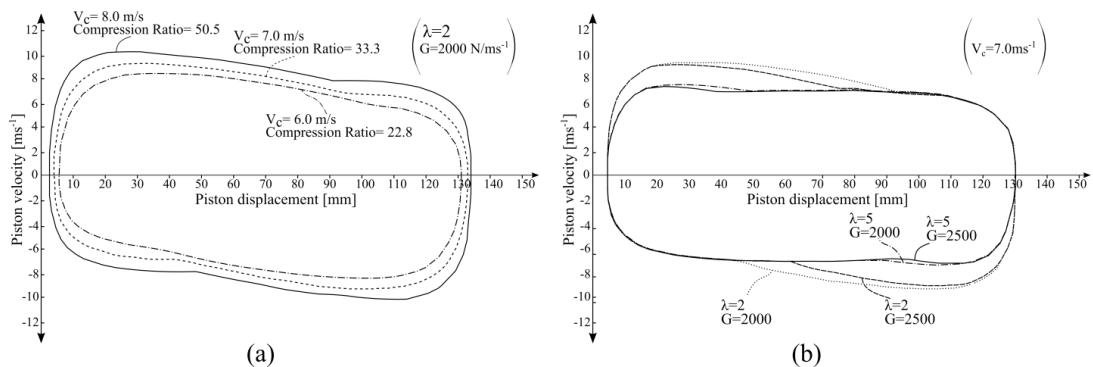 V_c= 8.0 m/s
Compression Ratio= 50.5
V_c= 7.0 m/s
Compression Ratio= 33.3
V_c= 6.0 m/s
Compression Ratio= 22.8
λ=2
G=2000 N/ms⁻¹
Piston velocity [ms⁻¹]
12
10
8
6
4
2
0
-2
-4
-6
-8
-10
-12
10 20 30 40 50 60 70 80 90 100 110 120 130 150
Piston displacement [mm]
(a)
V_c=7.0ms⁻¹
Piston velocity [ms⁻¹]
12
10
8
6
4
2
0
-2
-4
-6
-8
-10
-12
10 20 30 40 50 60 70 80 90 100 110 120 130 140 150
Piston displacement [mm]
λ=5
G=2000
λ=5
G=2500
λ=2
G=2000
λ=2
G=2500
(b)